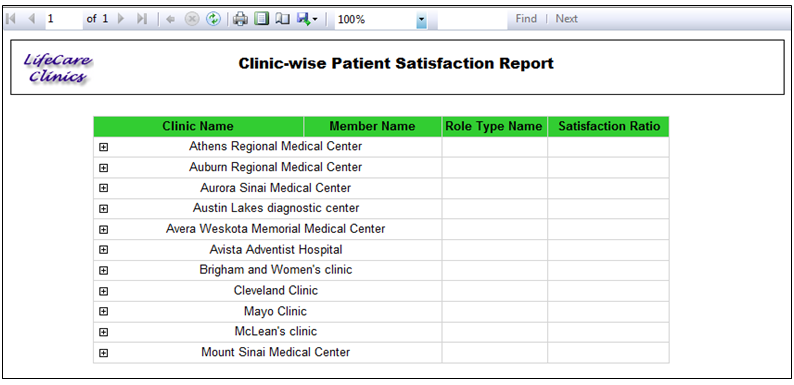 1 of 1 100% Find | Next
LifeCare
Clinics
Clinic-wise Patient Satisfaction Report
Clinic Name Member Name Role Type Name Satisfaction Ratio
Athens Regional Medical Center
Auburn Regional Medical Center
Aurora Sinai Medical Center
Austin Lakes diagnostic center
Avera Weskota Memorial Medical Center
Avista Adventist Hospital
Brigham and Women's clinic
Cleveland Clinic
Mayo Clinic
McLean's clinic
Mount Sinai Medical Center